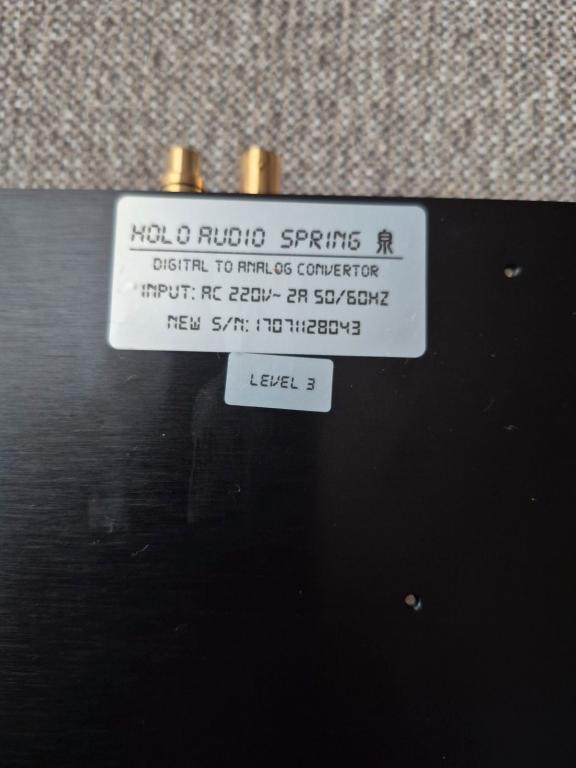 HOLO AUDIO SPRING 泉
DIGITAL TO ANALOG CONVERTOR
INPUT: AC 220V~ 2A 50/60HZ
NEW S/N: 17071128043
LEVEL 3